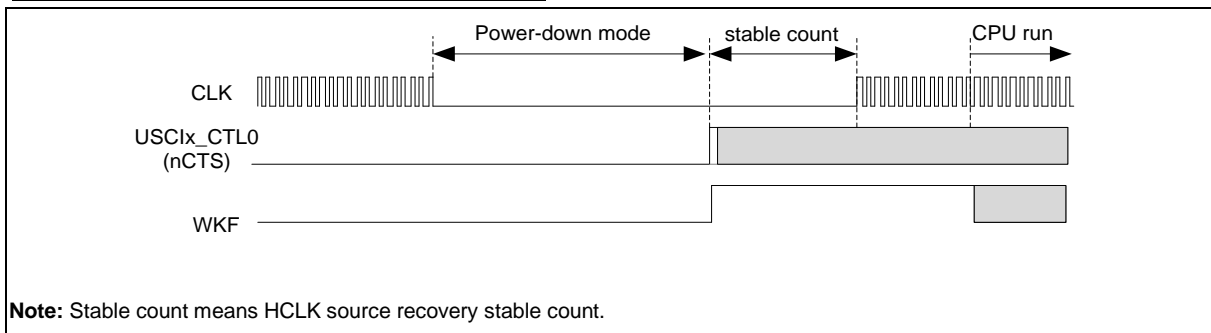 Power-down mode
stable count
CPU run
CLK
USCIx_CTL0
(nCTS)
WKF
Note: Stable count means HCLK source recovery stable count.